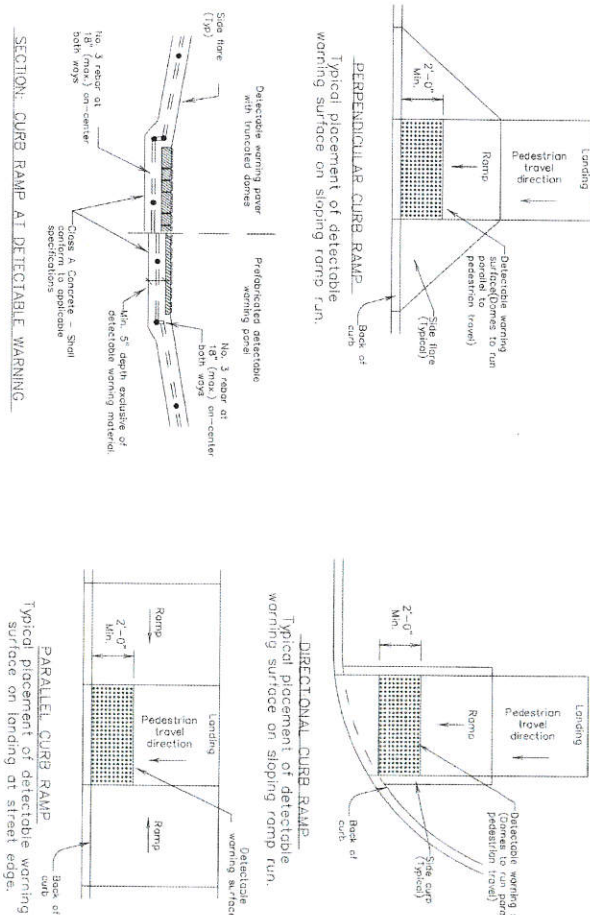 Landing
Pedestrian
travel
direction
Ramp
2'-0"
Min.
Detectable warning
surface(Domes to run
parallel to
pedestrian travel)
Side flare
(Typical)
Back of
curb
PERPENDICULAR CURB RAMP
Typical placement of detectable
warning surface on sloping ramp run.
Landing
Pedestrian
travel
direction
Ramp
2'-0"
Min.
Detectable warning
(Domes to run
pedestrian travel)
Side curb
(Typical)
Back of
curb
DIRECTIONAL CURB RAMP
Typical placement of detectable
warning surface on sloping ramp run.
Side flare
(Typ)
Detectable warning paver
with truncated domes
Prefabricated detectable
warning panel
No. 3 rebar at
18" (max.) on-center
both ways
No. 3 rebar at
18" (max.) on-center
both ways
Class A Concrete - Shall
conform to applicable
specifications
Min. 5" depth exclusive of
detectable warning material.
SECTION: CURB RAMP AT DETECTABLE WARNING
Landing
Pedestrian
travel
direction
Ramp
Ramp
2'-0"
Min.
Detectable
warning surface
Back of
curb
PARALLEL CURB RAMP
Typical placement of detectable warning
surface on landing at street edge.